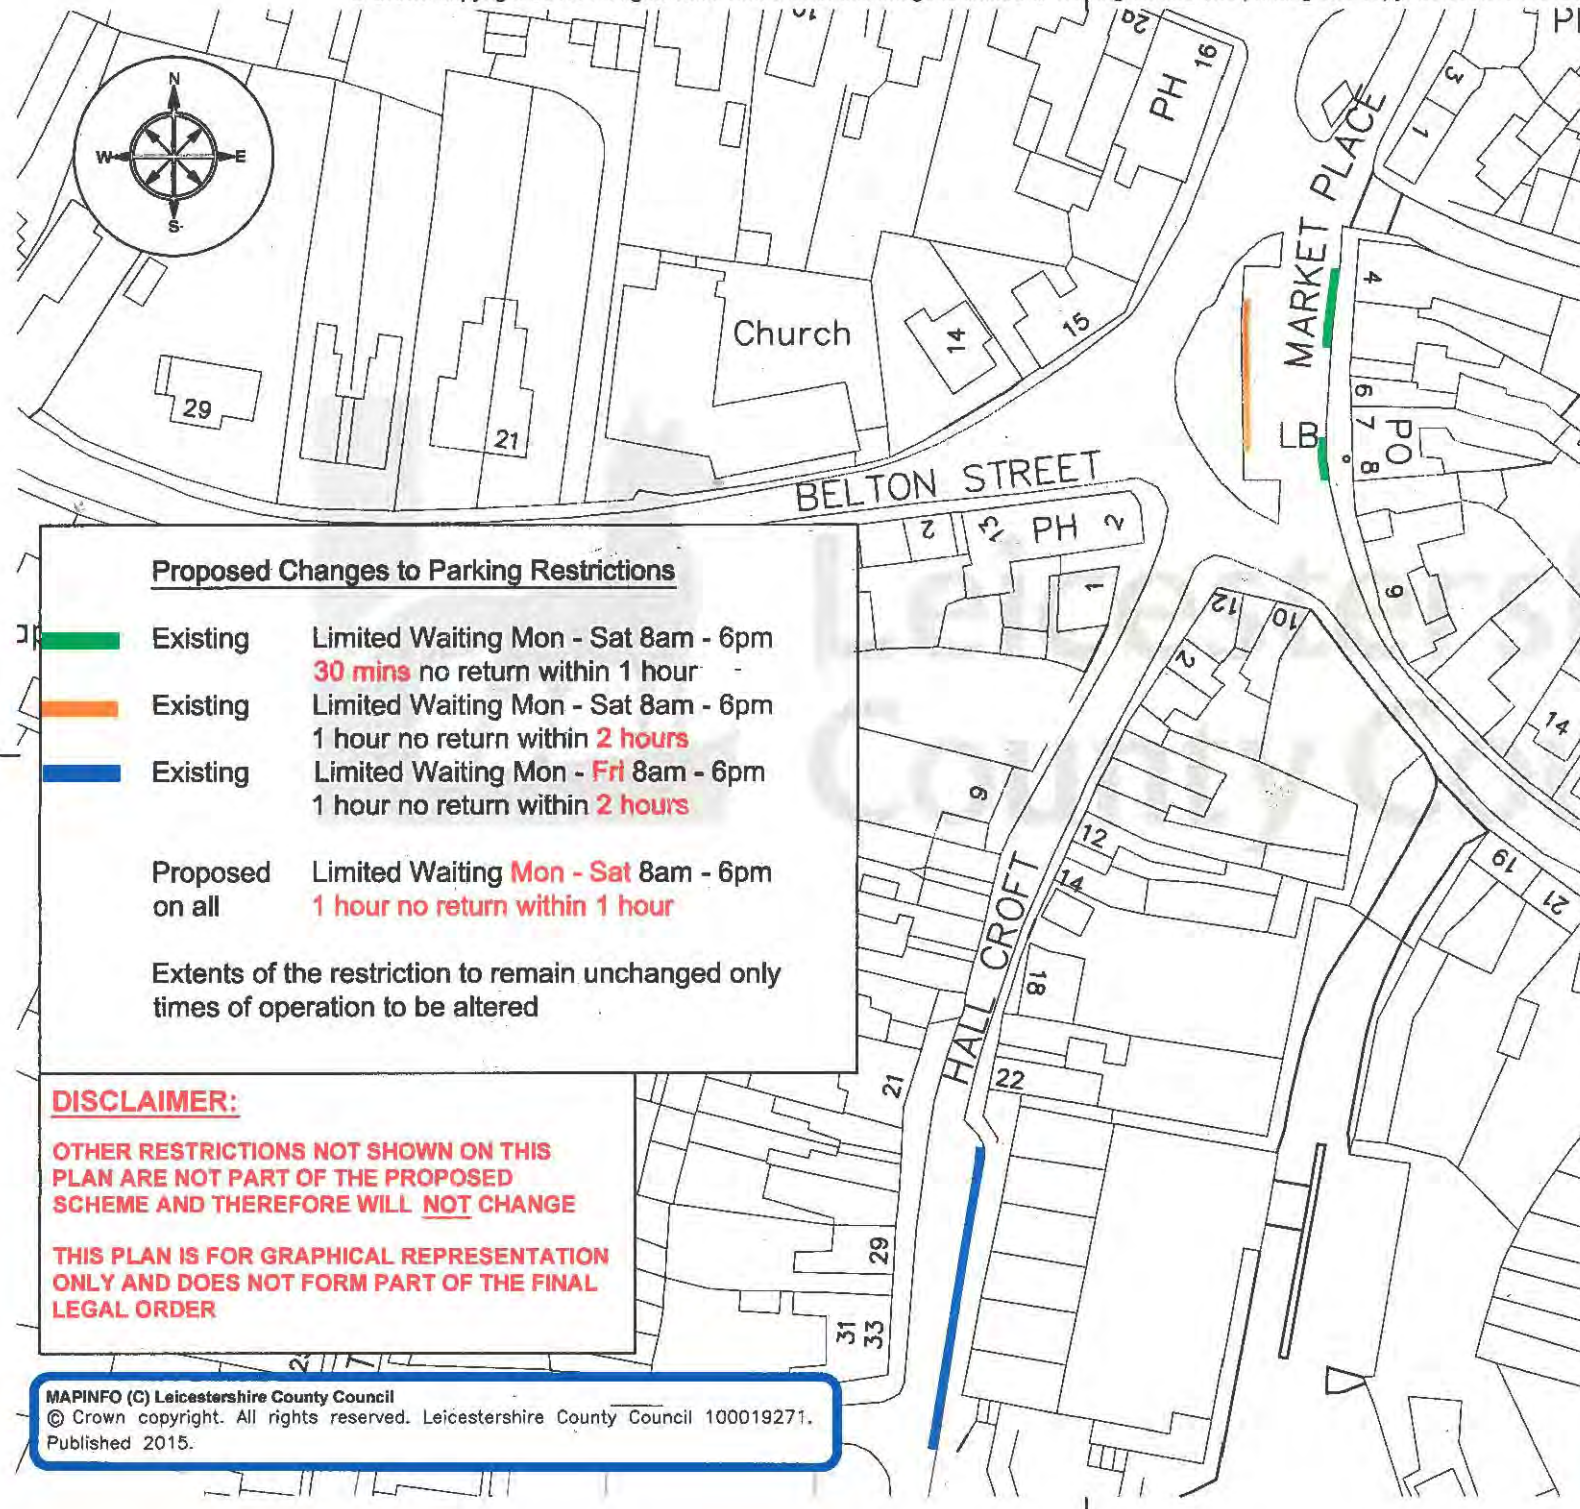 N
W
E
S
2a
PH
16
MARKET PLACE
3
1
4
Church
14
15
29
21
6
7
8
PO
LB
BELTON STREET
2
13
PH
2
1
12
10
2
9
14
Proposed Changes to Parking Restrictions
Existing Limited Waiting Mon - Sat 8am - 6pm
30 mins no return within 1 hour
Existing Limited Waiting Mon - Sat 8am - 6pm
1 hour no return within 2 hours
Existing Limited Waiting Mon - Fri 8am - 6pm
1 hour no return within 2 hours
Proposed Limited Waiting Mon - Sat 8am - 6pm
on all 1 hour no return within 1 hour
Extents of the restriction to remain unchanged only
times of operation to be altered
9
12
14
19
21
HALL CROFT
18
21
22
29
31
33
DISCLAIMER:
OTHER RESTRICTIONS NOT SHOWN ON THIS
PLAN ARE NOT PART OF THE PROPOSED
SCHEME AND THEREFORE WILL NOT CHANGE
THIS PLAN IS FOR GRAPHICAL REPRESENTATION
ONLY AND DOES NOT FORM PART OF THE FINAL
LEGAL ORDER
MAPINFO (C) Leicestershire County Council
© Crown copyright. All rights reserved. Leicestershire County Council 100019271.
Published 2015.